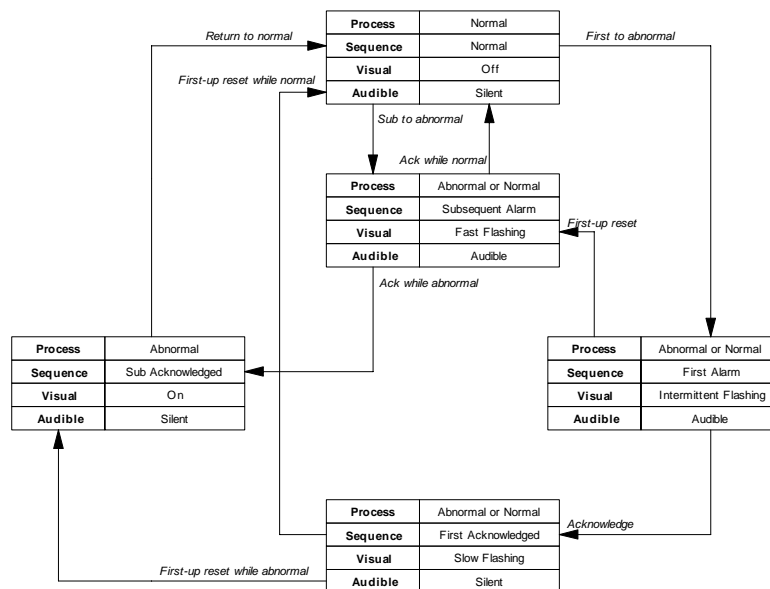 Process Normal
Return to normal
Sequence Normal
First to abnormal
Visual Off
First-up reset while normal
Audible Silent
Sub to abnormal
Ack while normal
Process Abnormal or Normal
Sequence Subsequent Alarm
First-up reset
Visual Fast Flashing
Audible Audible
Ack while abnormal
Process Abnormal
Sequence Sub Acknowledged
Visual On
Audible Silent
Process Abnormal or Normal
Sequence First Alarm
Visual Intermittent Flashing
Audible Audible
Process Abnormal or Normal
Acknowledge
Sequence First Acknowledged
Visual Slow Flashing
First-up reset while abnormal
Audible Silent